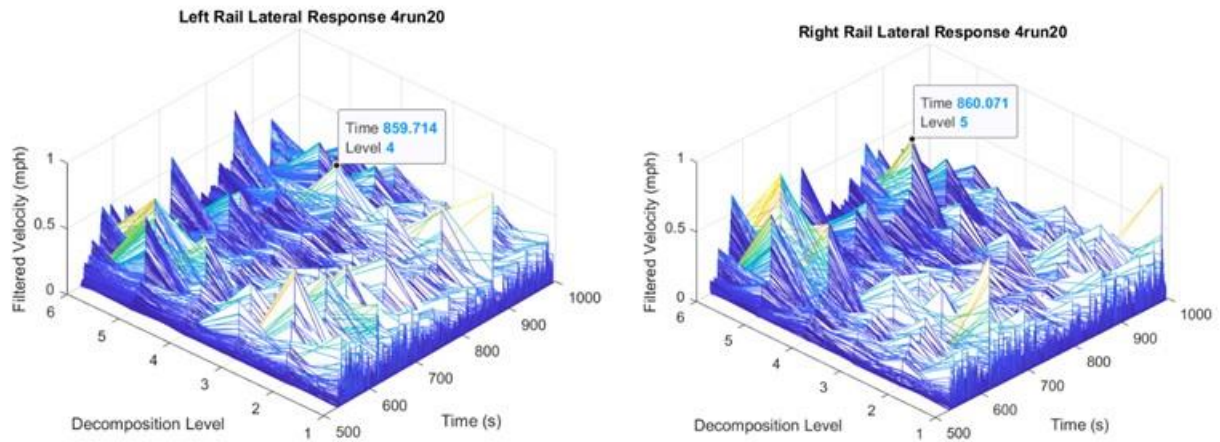 Left Rail Lateral Response 4run20
Time 859.714
Level 4
Filtered Velocity (mph)
1
0.5
0
6
5
4
3
2
1
Decomposition Level
500
600
700
800
900
1000
Time (s)
Right Rail Lateral Response 4run20
Time 860.071
Level 5
Filtered Velocity (mph)
1
0.5
0
6
5
4
3
2
1
Decomposition Level
500
600
700
800
900
1000
Time (s)